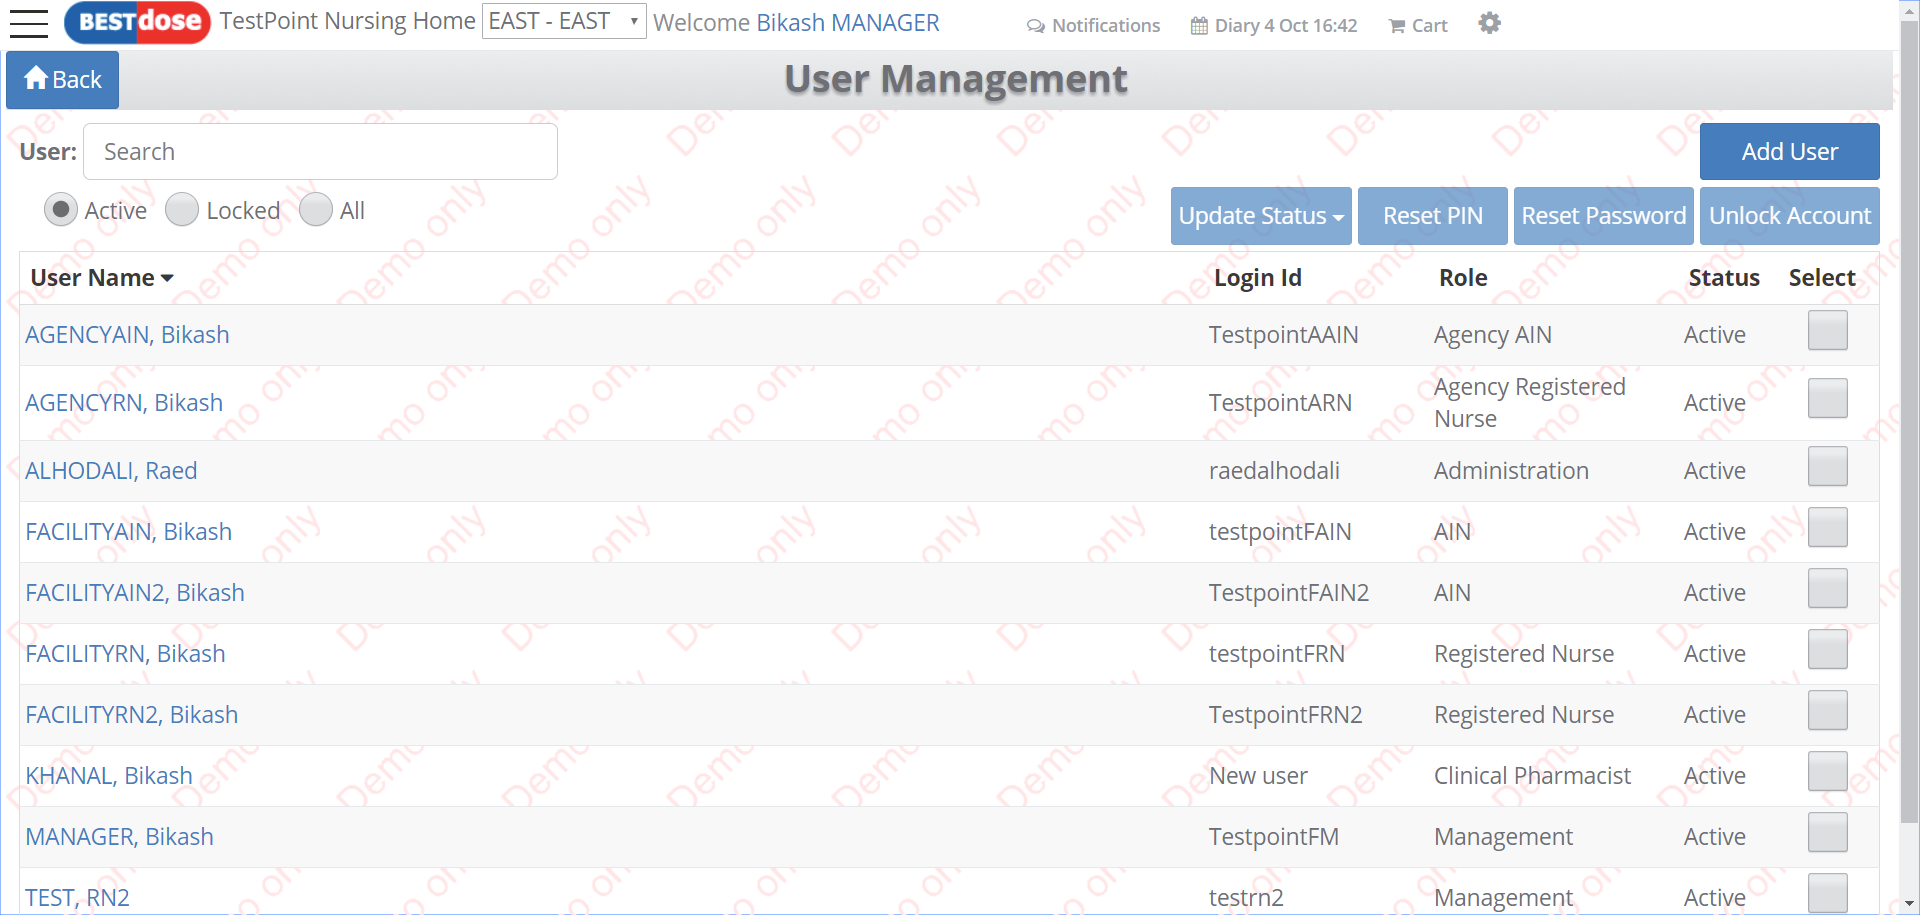 BESTdose TestPoint Nursing Home EAST - EAST Welcome Bikash MANAGER Notifications Diary 4 Oct 16:42 Cart
Back User Management
User: Search Add User
Active Locked All Update Status Reset PIN Reset Password Unlock Account
User Name Login Id Role Status Select
AGENCYAIN, Bikash TestpointAAIN Agency AIN Active
AGENCYRN, Bikash TestpointARN Agency Registered Nurse Active
ALHODALI, Raed raedalhodali Administration Active
FACILITYAIN, Bikash testpointFAIN AIN Active
FACILITYAIN2, Bikash TestpointFAIN2 AIN Active
FACILITYRN, Bikash testpointFRN Registered Nurse Active
FACILITYRN2, Bikash TestpointFRN2 Registered Nurse Active
KHANAL, Bikash New user Clinical Pharmacist Active
MANAGER, Bikash TestpointFM Management Active
TEST, RN2 testrn2 Management Active
Demo only